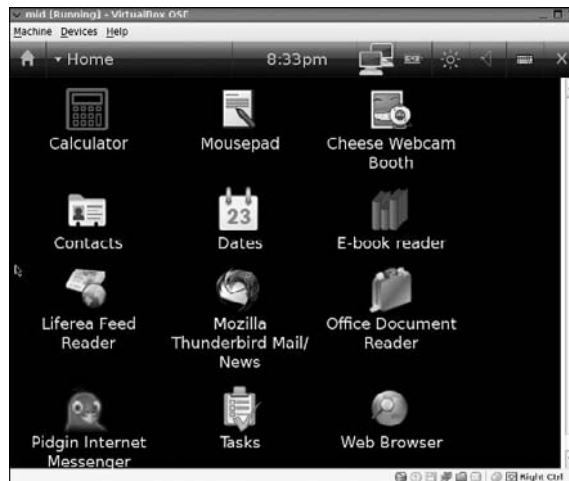 mid [Running] - VirtualBox OSE
Machine Devices Help
Home 8:33pm
Calculator Mousepad Cheese Webcam
Booth
23
Contacts Dates E-book reader
Liferea Feed Mozilla Office Document
Reader Thunderbird Mail/ Reader
News
Pidgin Internet Tasks Web Browser
Messenger
Right Ctrl